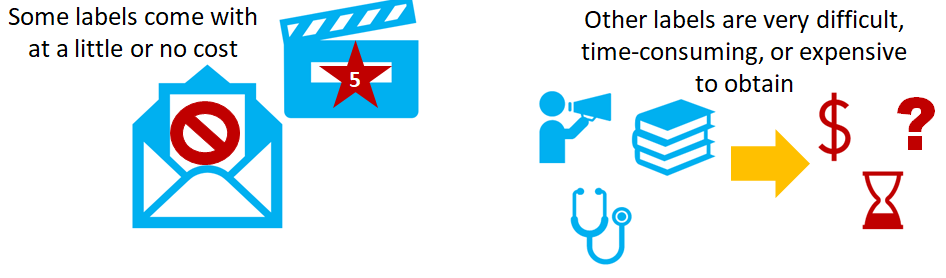 Some labels come with
at a little or no cost
5
Other labels are very difficult,
time-consuming, or expensive
to obtain
$
?